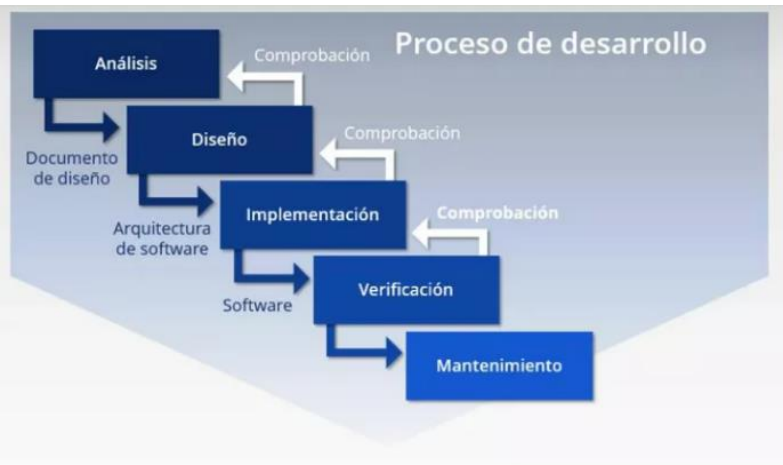 Proceso de desarrollo
Análisis
Comprobación
Documento
de diseño
Diseño
Comprobación
Arquitectura
de software
Implementación
Comprobación
Software
Verificación
Mantenimiento